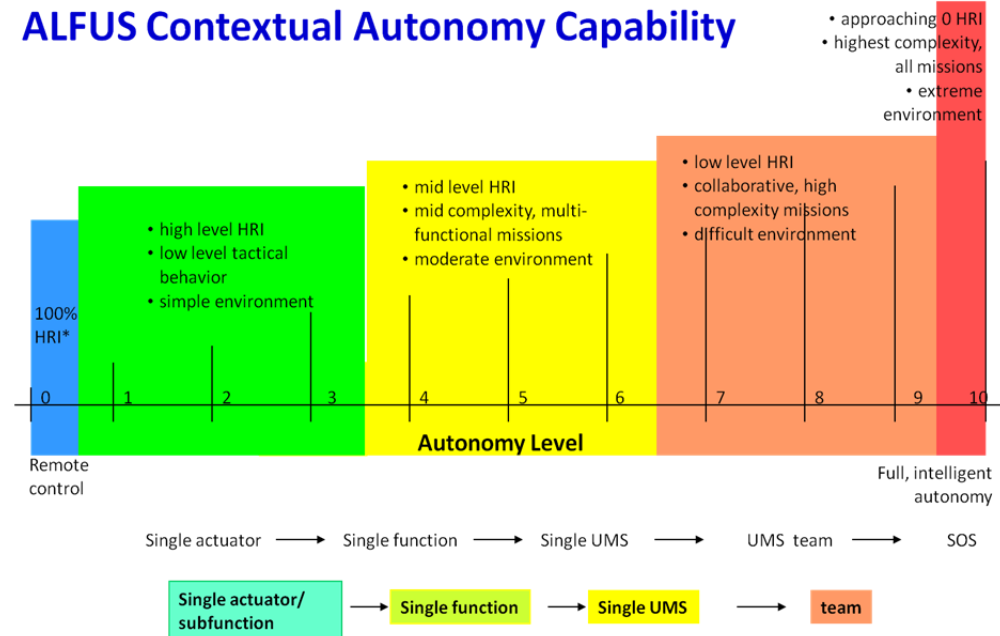 ALFUS Contextual Autonomy Capability
• approaching 0 HRI
• highest complexity,
all missions
• extreme
environment
• low level HRI
• collaborative, high
complexity missions
• difficult environment
• mid level HRI
• mid complexity, multi-
functional missions
• moderate environment
• high level HRI
• low level tactical
behavior
• simple environment
100%
HRI*
0 1 2 3 4 5 6 7 8 9 10
Autonomy Level
Remote
control
Full, intelligent
autonomy
Single actuator Single function Single UMS UMS team SOS
Single actuator/
subfunction
Single function
Single UMS
team